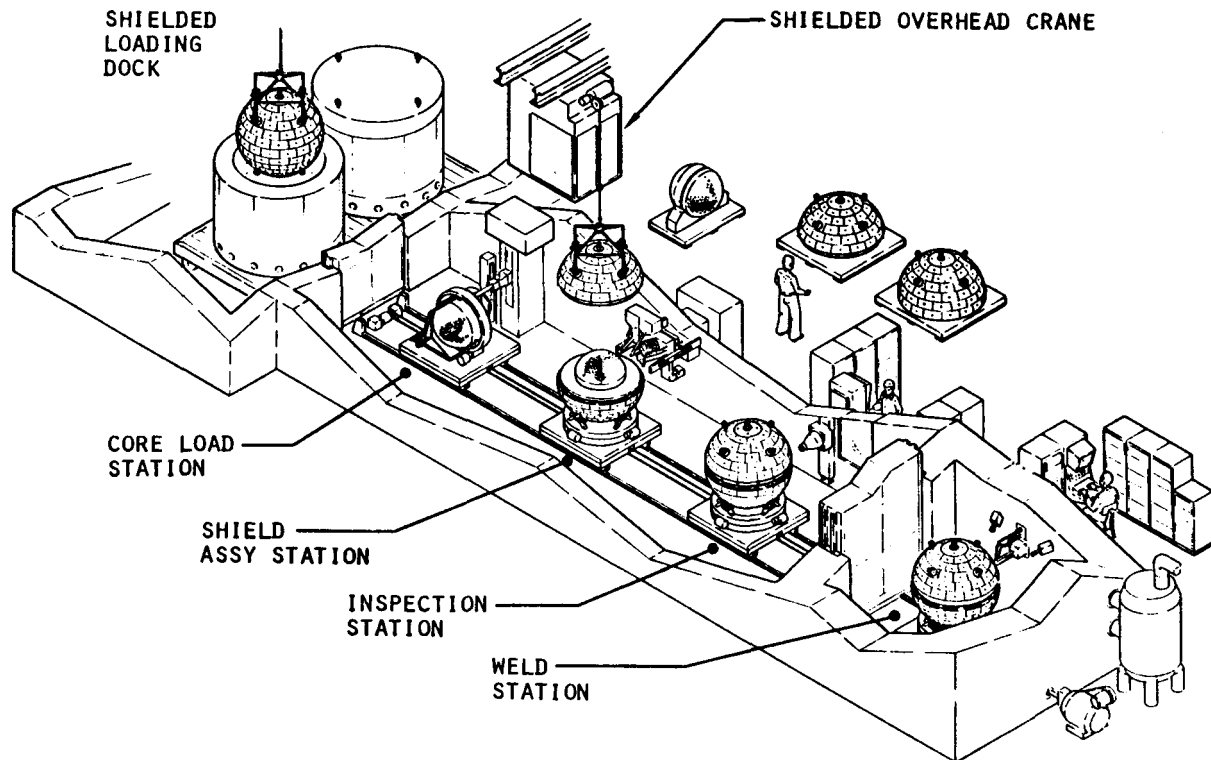 SHIELDED
LOADING
DOCK
SHIELDED OVERHEAD CRANE
CORE LOAD
STATION
SHIELD
ASSY STATION
INSPECTION
STATION
WELD
STATION